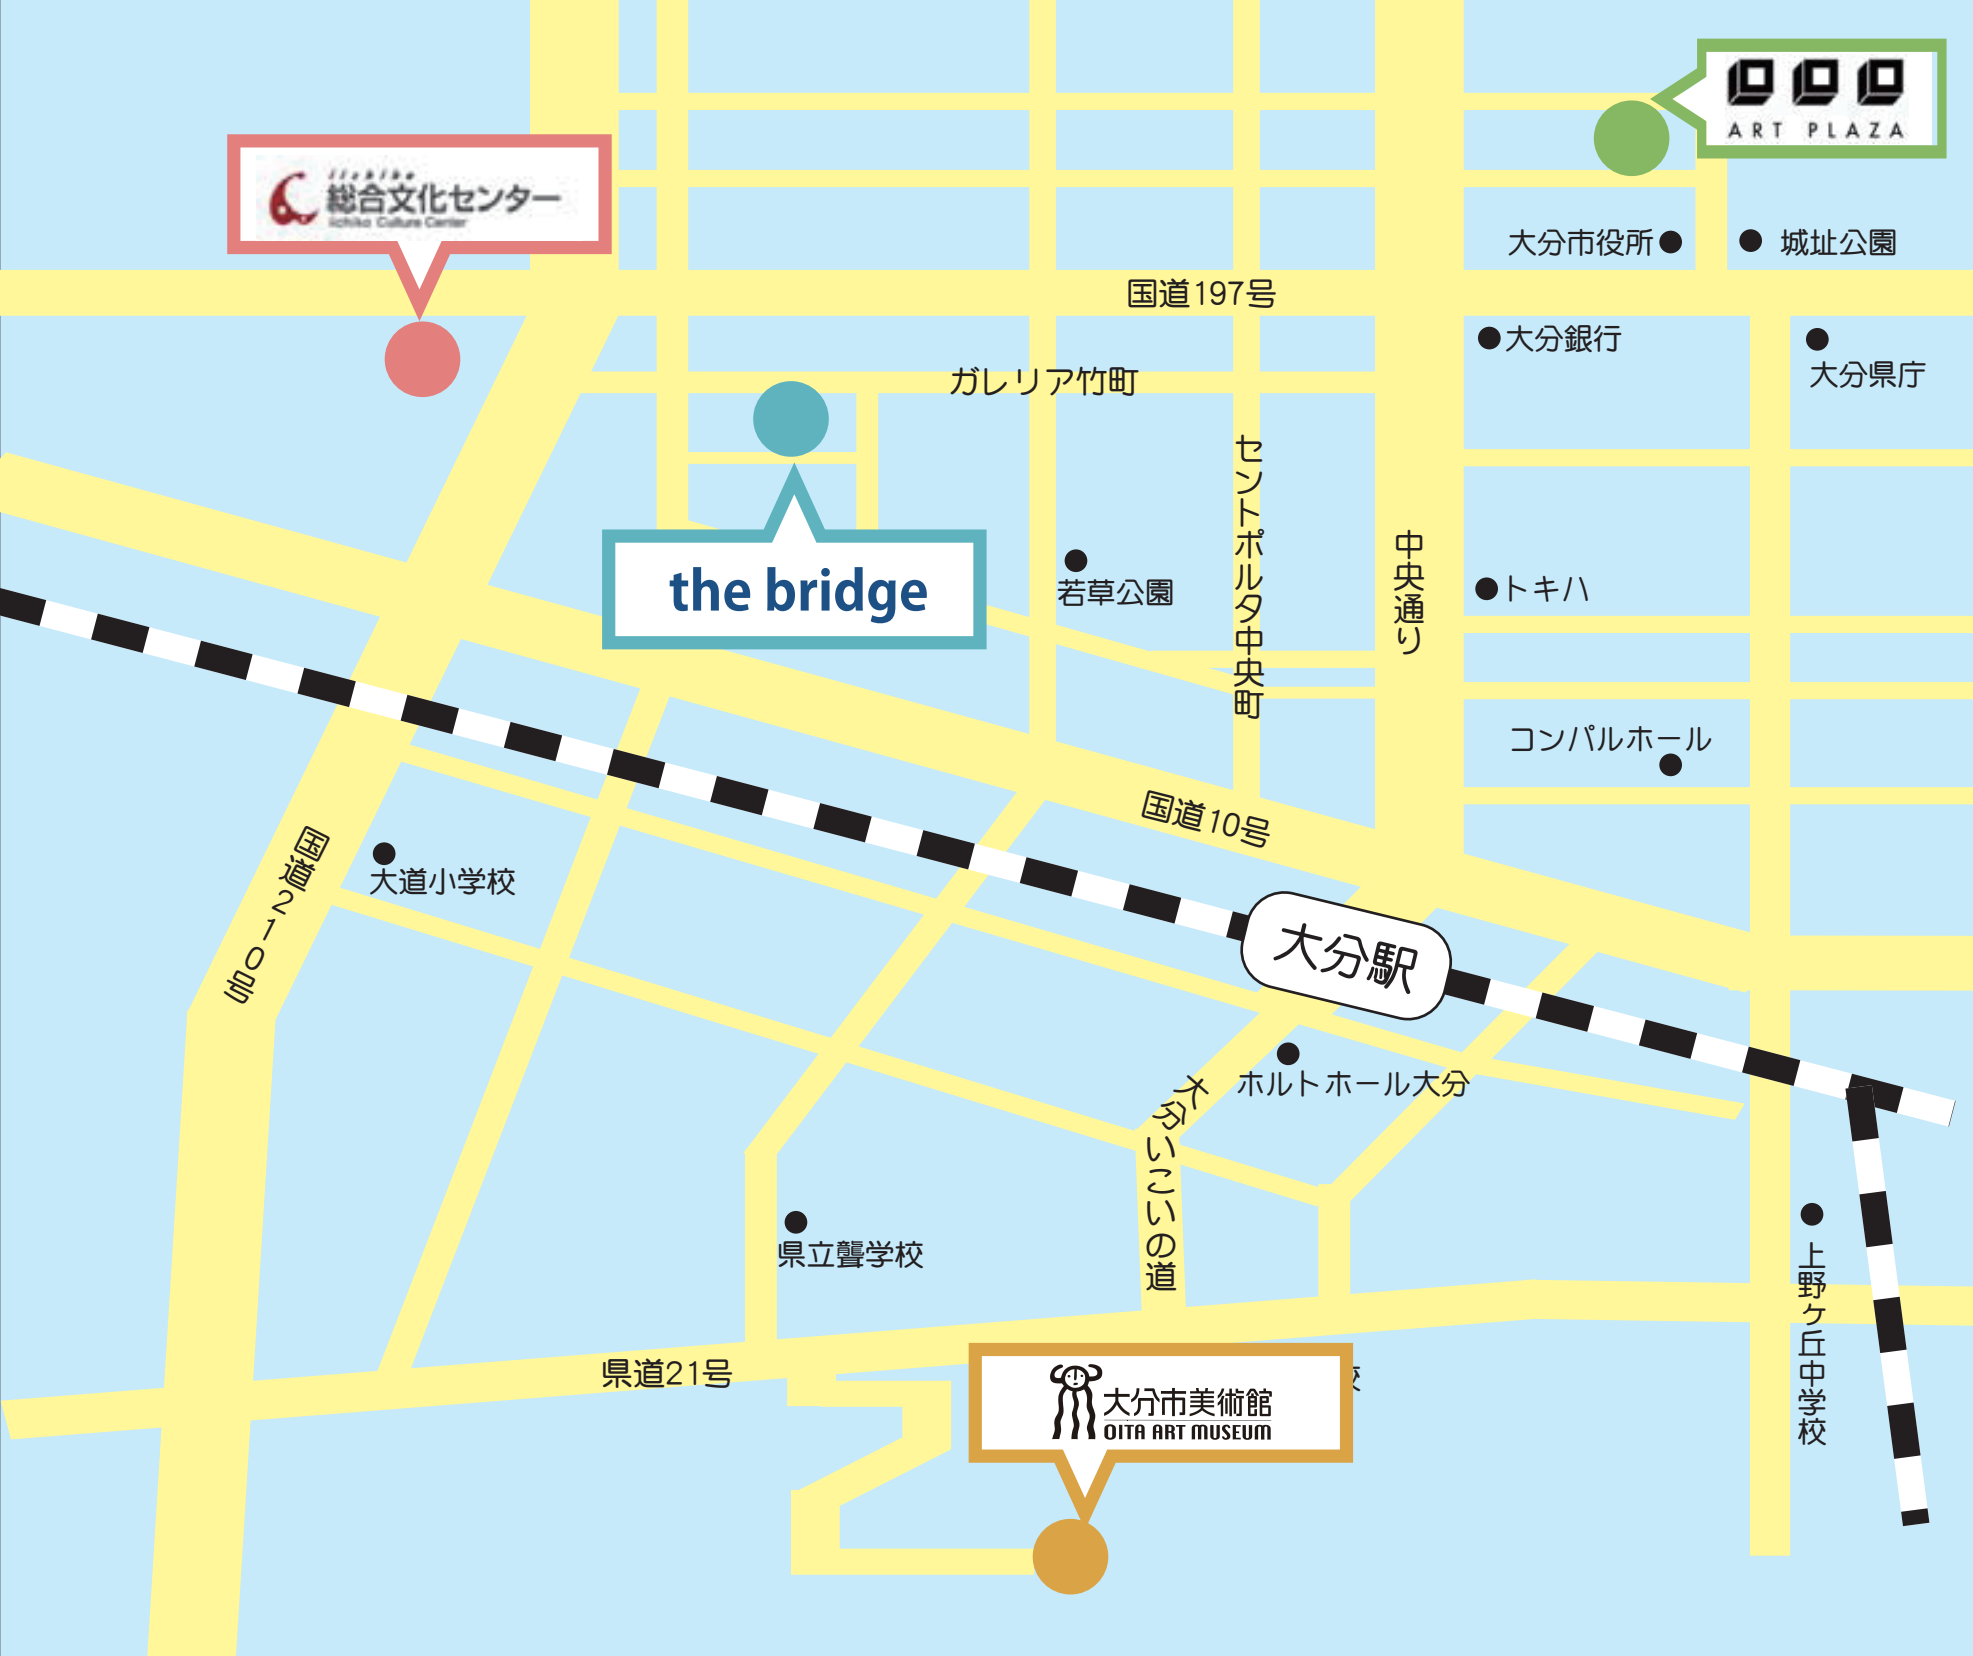 ART PLAZA
iichiko
総合文化センター
iichiko Culture Center
大分市役所
城址公園
国道197号
大分銀行
大分県庁
ガレリア竹町
セントポルタ中央町
中央通り
the bridge
若草公園
トキハ
コンパルホール
国道10号
国道210号
大道小学校
大分駅
ホルトホール大分
大分いこいの道
県立聾学校
上野ヶ丘中学校
県道21号
大分市美術館
OITA ART MUSEUM